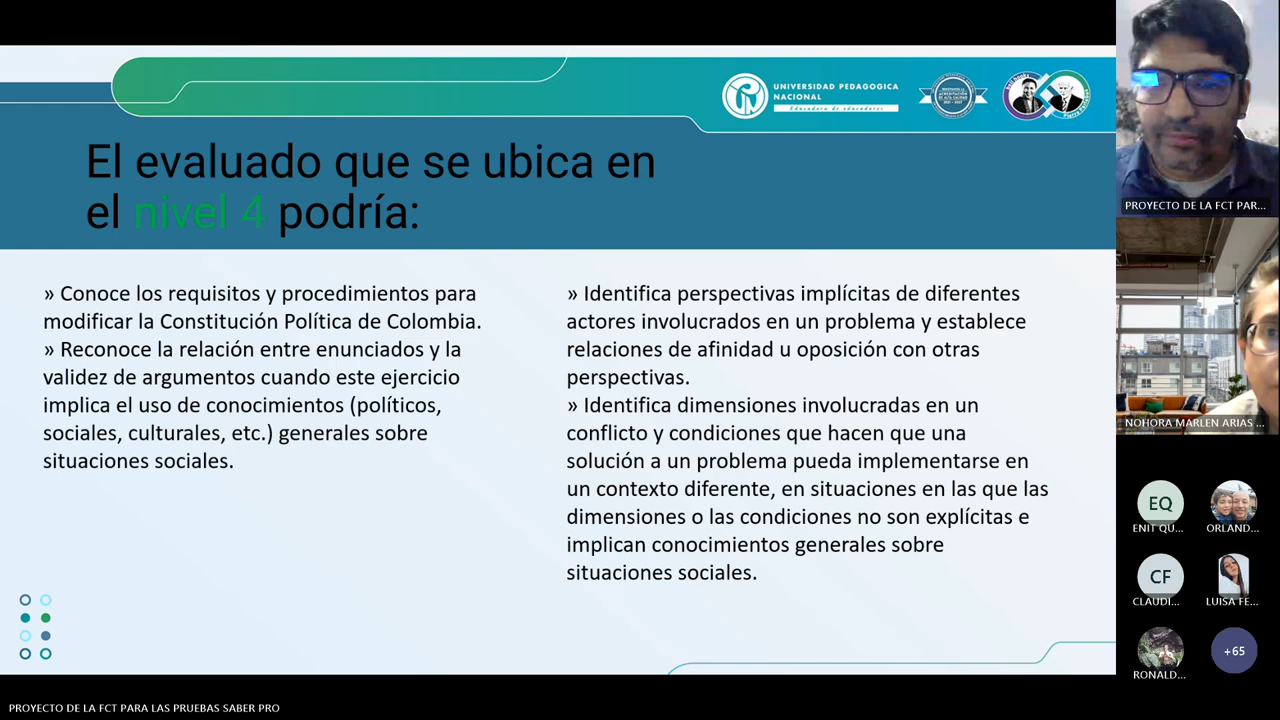 UNIVERSIDAD PEDAGOGICA
NACIONAL
Educadora de educadores
El evaluado que se ubica en
el nivel 4 podría:
» Conoce los requisitos y procedimientos para
modificar la Constitución Política de Colombia.
» Reconoce la relación entre enunciados y la
validez de argumentos cuando este ejercicio
implica el uso de conocimientos (políticos,
sociales, culturales, etc.) generales sobre
situaciones sociales.
» Identifica perspectivas implícitas de diferentes
actores involucrados en un problema y establece
relaciones de afinidad u oposición con otras
perspectivas.
» Identifica dimensiones involucradas en un
conflicto y condiciones que hacen que una
solución a un problema pueda implementarse en
un contexto diferente, en situaciones en las que las
dimensiones o las condiciones no son explícitas e
implican conocimientos generales sobre
situaciones sociales.
PROYECTO DE LA FCT PAR...
NOHORA MARLEN ARIAS ...
EQ
ENIT QU...
ORLAND...
CF
CLAUDI...
LUISA FE...
RONALD...
+65
PROYECTO DE LA FCT PARA LAS PRUEBAS SABER PRO